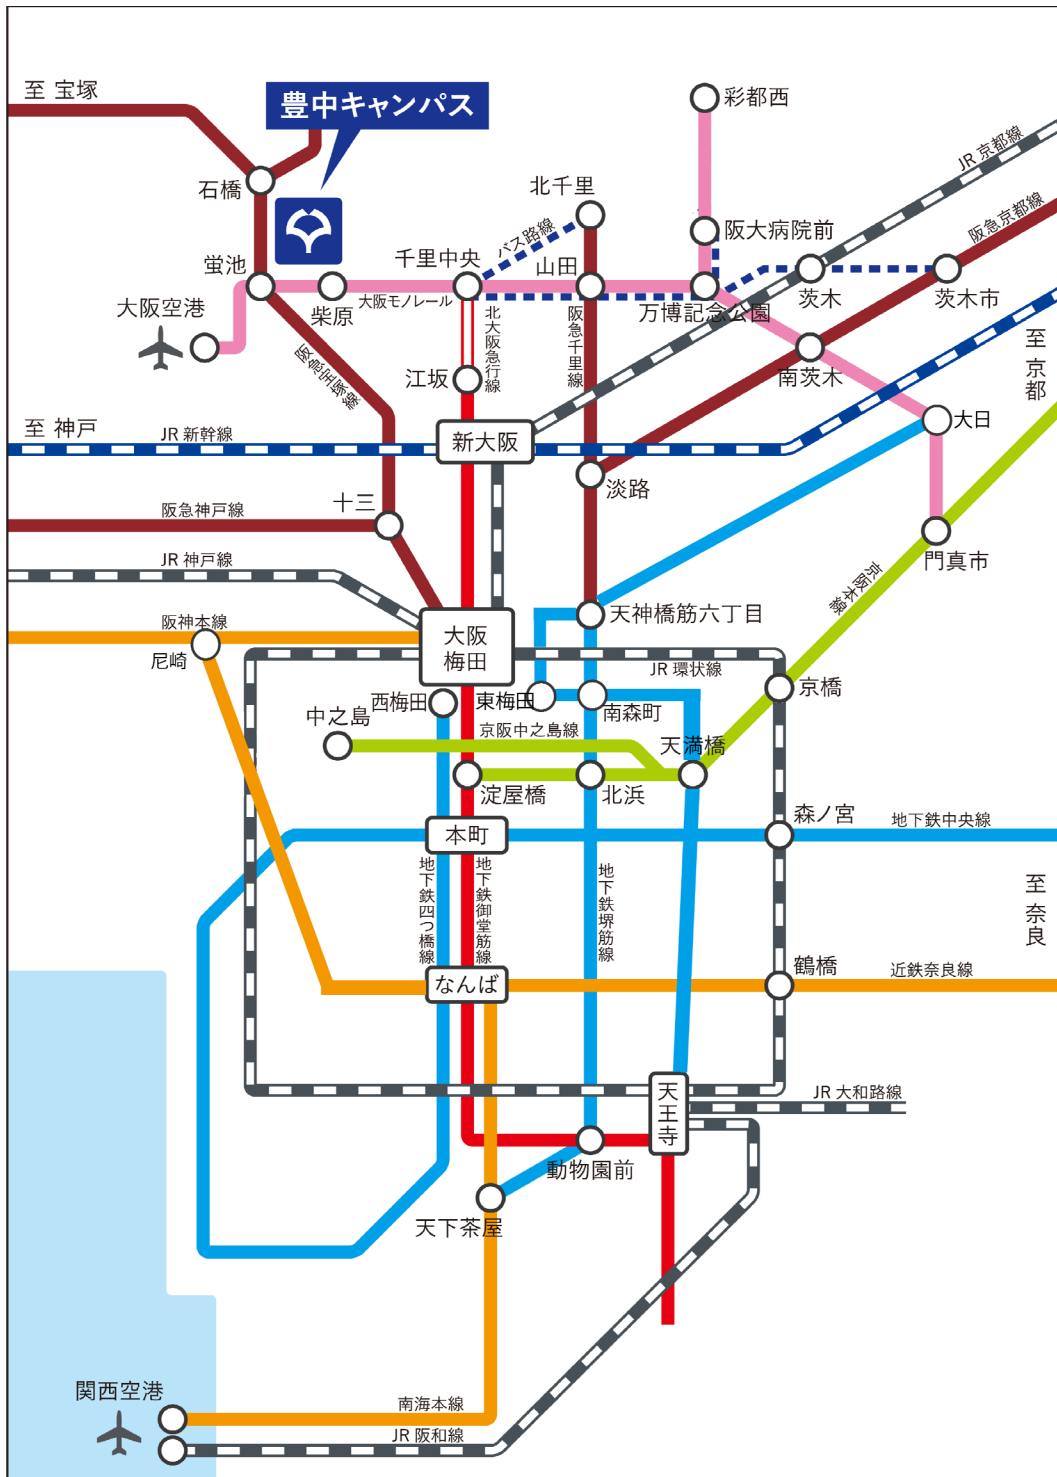 至 宝塚
豊中キャンパス
彩都西
JR 京都線
石橋
北千里
阪大病院前
阪急京都線
バス路線
蛍池
千里中央
山田
大阪空港
柴原
大阪モノレール
万博記念公園
茨木
茨木市
北大阪急行線
阪急千里線
阪急宝塚線
江坂
南茨木
至 京都
至 神戸
JR 新幹線
新大阪
大日
淡路
十三
阪急神戸線
JR 神戸線
門真市
京阪本線
阪神本線
尼崎
大阪
梅田
天神橋筋六丁目
JR 環状線
京橋
西梅田
東梅田
南森町
中之島
京阪中之島線
天満橋
淀屋橋
北浜
本町
森ノ宮
地下鉄中央線
地下鉄四つ橋線
地下鉄御堂筋線
地下鉄堺筋線
至 奈良
なんば
鶴橋
近鉄奈良線
天王寺
JR 大和路線
動物園前
天下茶屋
関西空港
南海本線
JR 阪和線